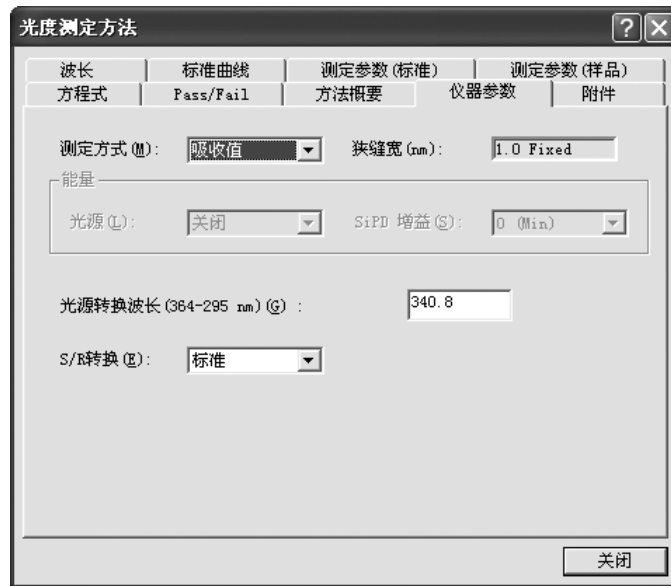 光度测定方法
波长 标准曲线 测定参数(标准) 测定参数(样品)
方程式 Pass/Fail 方法概要 仪器参数 附件
测定方式(M): 吸收值 狭缝宽(nm): 1.0 Fixed
能量
光源(L): 关闭 SiPD 增益(S): 0 (Min)
光源转换波长(364-295 nm)(G) : 340.8
S/R转换(E): 标准
关闭